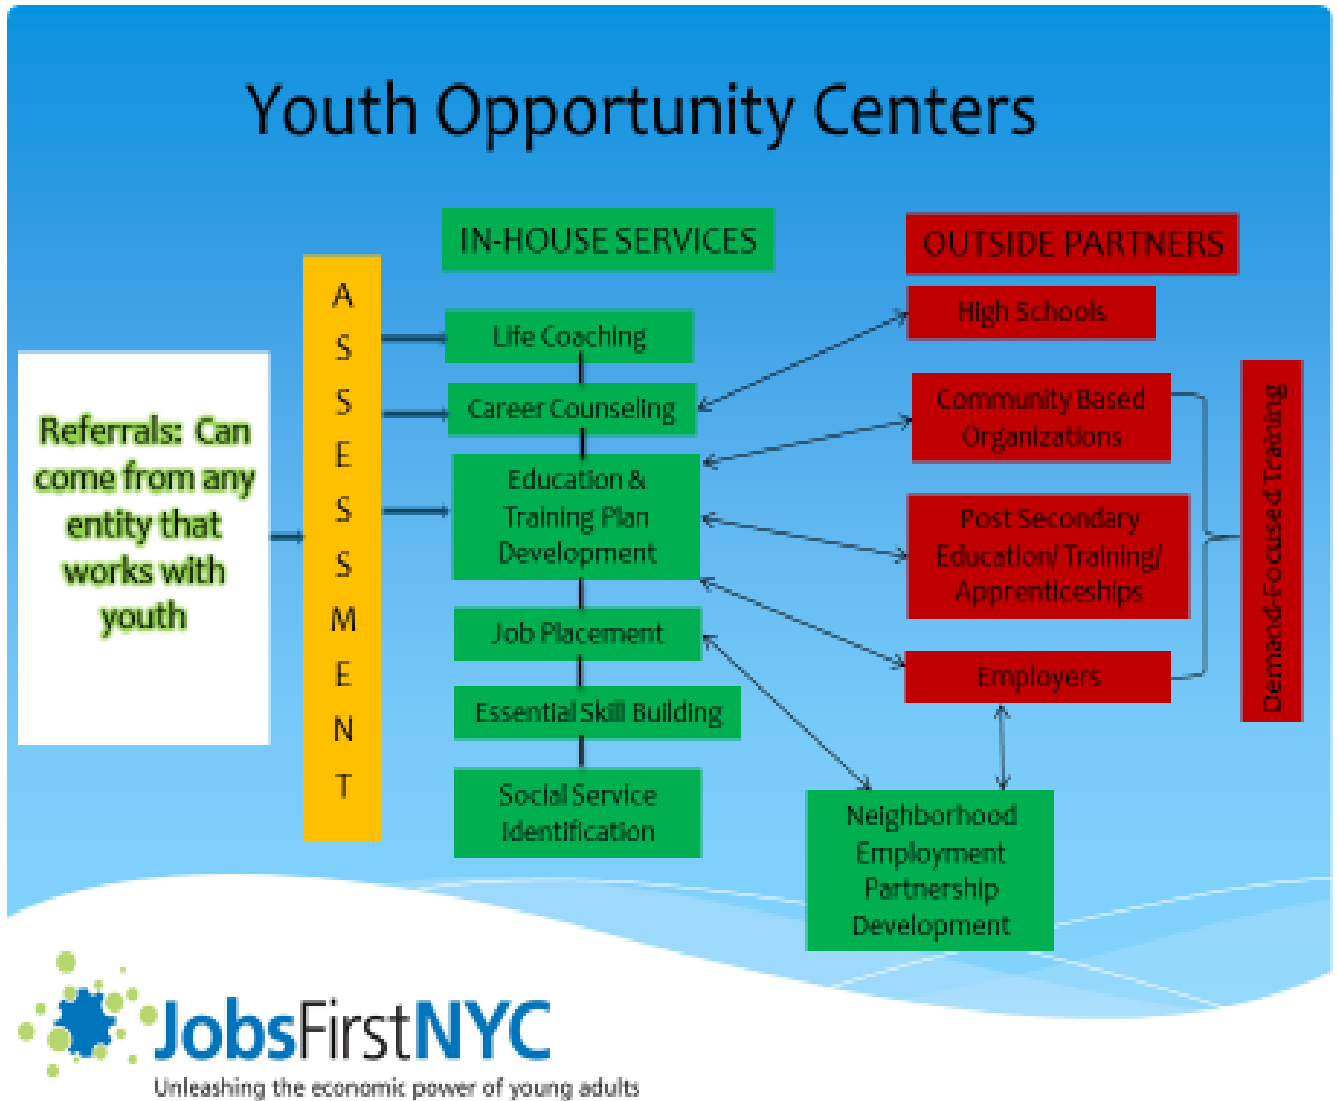 Youth Opportunity Centers
Referrals: Can
come from any
entity that
works with
youth
A
S
S
E
S
S
M
E
N
T
IN-HOUSE SERVICES
Life Coaching
Career Counseling
Education &
Training Plan
Development
Job Placement
Essential Skill Building
Social Service
Identification
OUTSIDE PARTNERS
High Schools
Community Based
Organizations
Post Secondary
Education/ Training/
Apprenticeships
Employers
Neighborhood
Employment
Partnership
Development
Demand-Focused Training
JobsFirstNYC
Unleashing the economic power of young adults